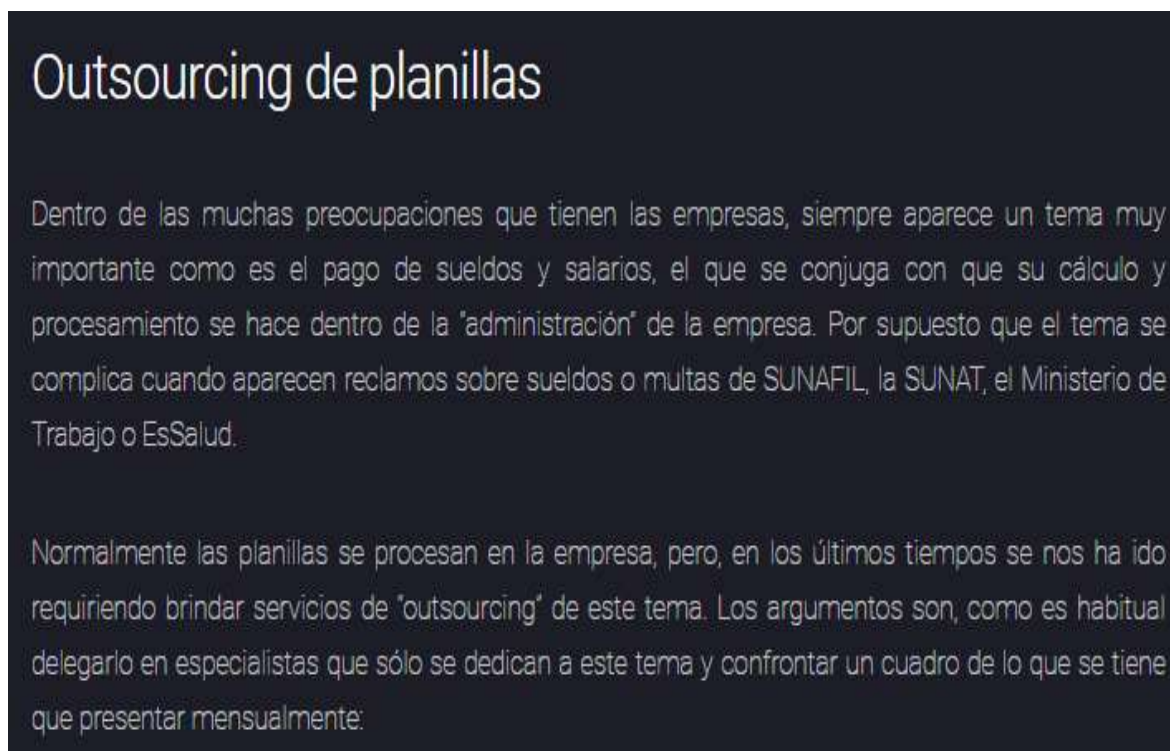 Outsourcing de planillas
Dentro de las muchas preocupaciones que tienen las empresas, siempre aparece un tema muy
importante como es el pago de sueldos y salarios, el que se conjuga con que su cálculo y
procesamiento se hace dentro de la "administración" de la empresa. Por supuesto que el tema se
complica cuando aparecen reclamos sobre sueldos o multas de SUNAFIL, la SUNAT, el Ministerio de
Trabajo o EsSalud.
Normalmente las planillas se procesan en la empresa, pero, en los últimos tiempos se nos ha ido
requiriendo brindar servicios de "outsourcing" de este tema. Los argumentos son, como es habitual
delegarlo en especialistas que sólo se dedican a este tema y confrontar un cuadro de lo que se tiene
que presentar mensualmente: